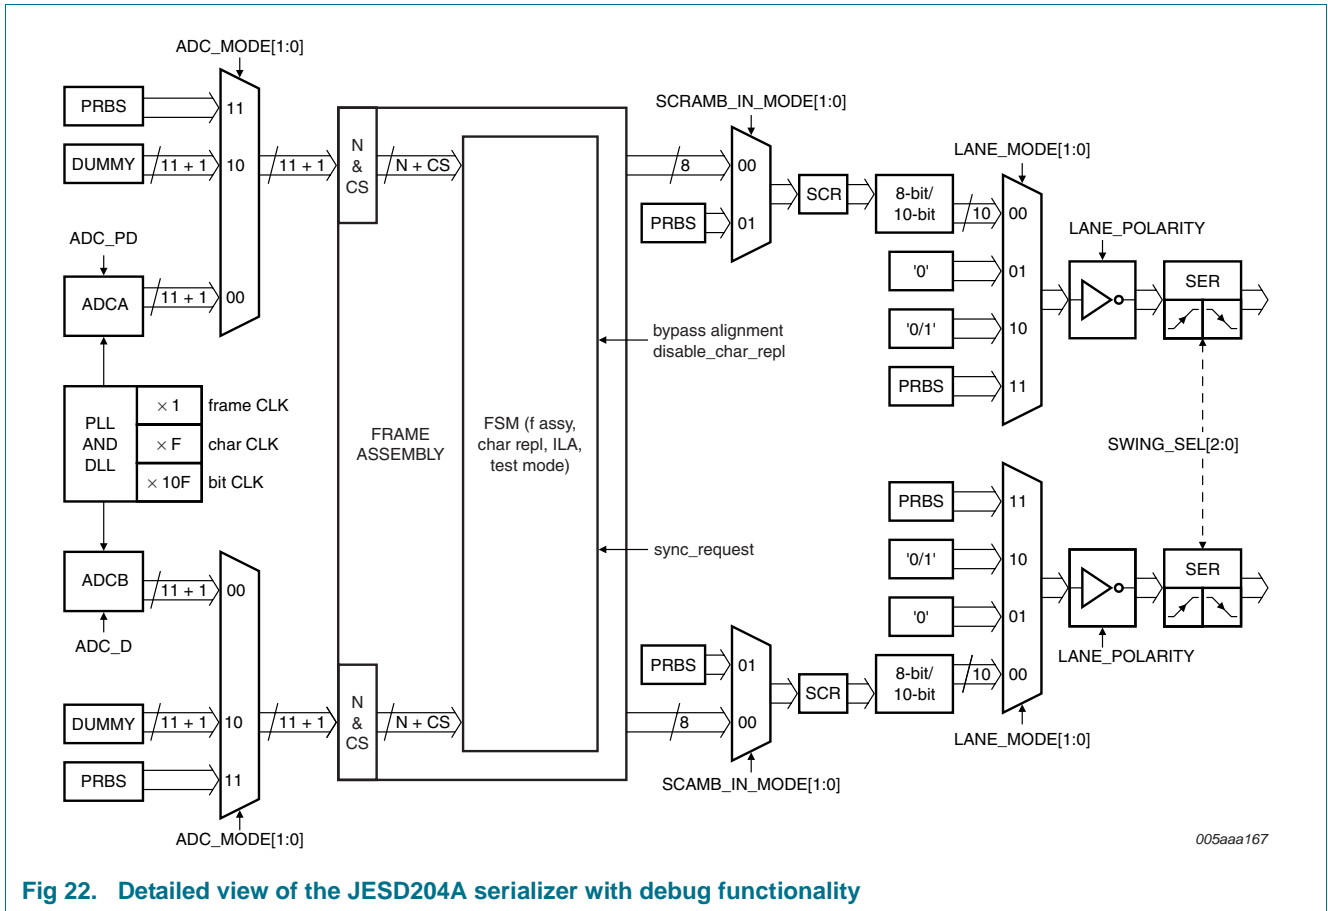 ADC_MODE[1:0]
PRBS
11
DUMMY
11 + 1
10
11 + 1
N
&
CS
N + CS
ADC_PD
ADCA
11 + 1
00
PLL
AND
DLL
× 1
frame CLK
× F
char CLK
× 10F
bit CLK
ADCB
11 + 1
00
ADC_D
DUMMY
11 + 1
10
11 + 1
N
&
CS
N + CS
PRBS
11
ADC_MODE[1:0]
FRAME
ASSEMBLY
FSM (f assy,
char repl, ILA,
test mode)
bypass alignment
disable_char_repl
sync_request
SCRAMB_IN_MODE[1:0]
8
00
PRBS
01
SCR
8-bit/
10-bit
10
LANE_MODE[1:0]
00
'0'
01
'0/1'
10
PRBS
11
LANE_POLARITY
SER
SWING_SEL[2:0]
PRBS
11
'0/1'
10
'0'
01
8-bit/
10-bit
10
00
LANE_MODE[1:0]
LANE_POLARITY
SER
PRBS
01
8
00
SCR
SCAMB_IN_MODE[1:0]
005aaa167
Fig 22. Detailed view of the JESD204A serializer with debug functionality